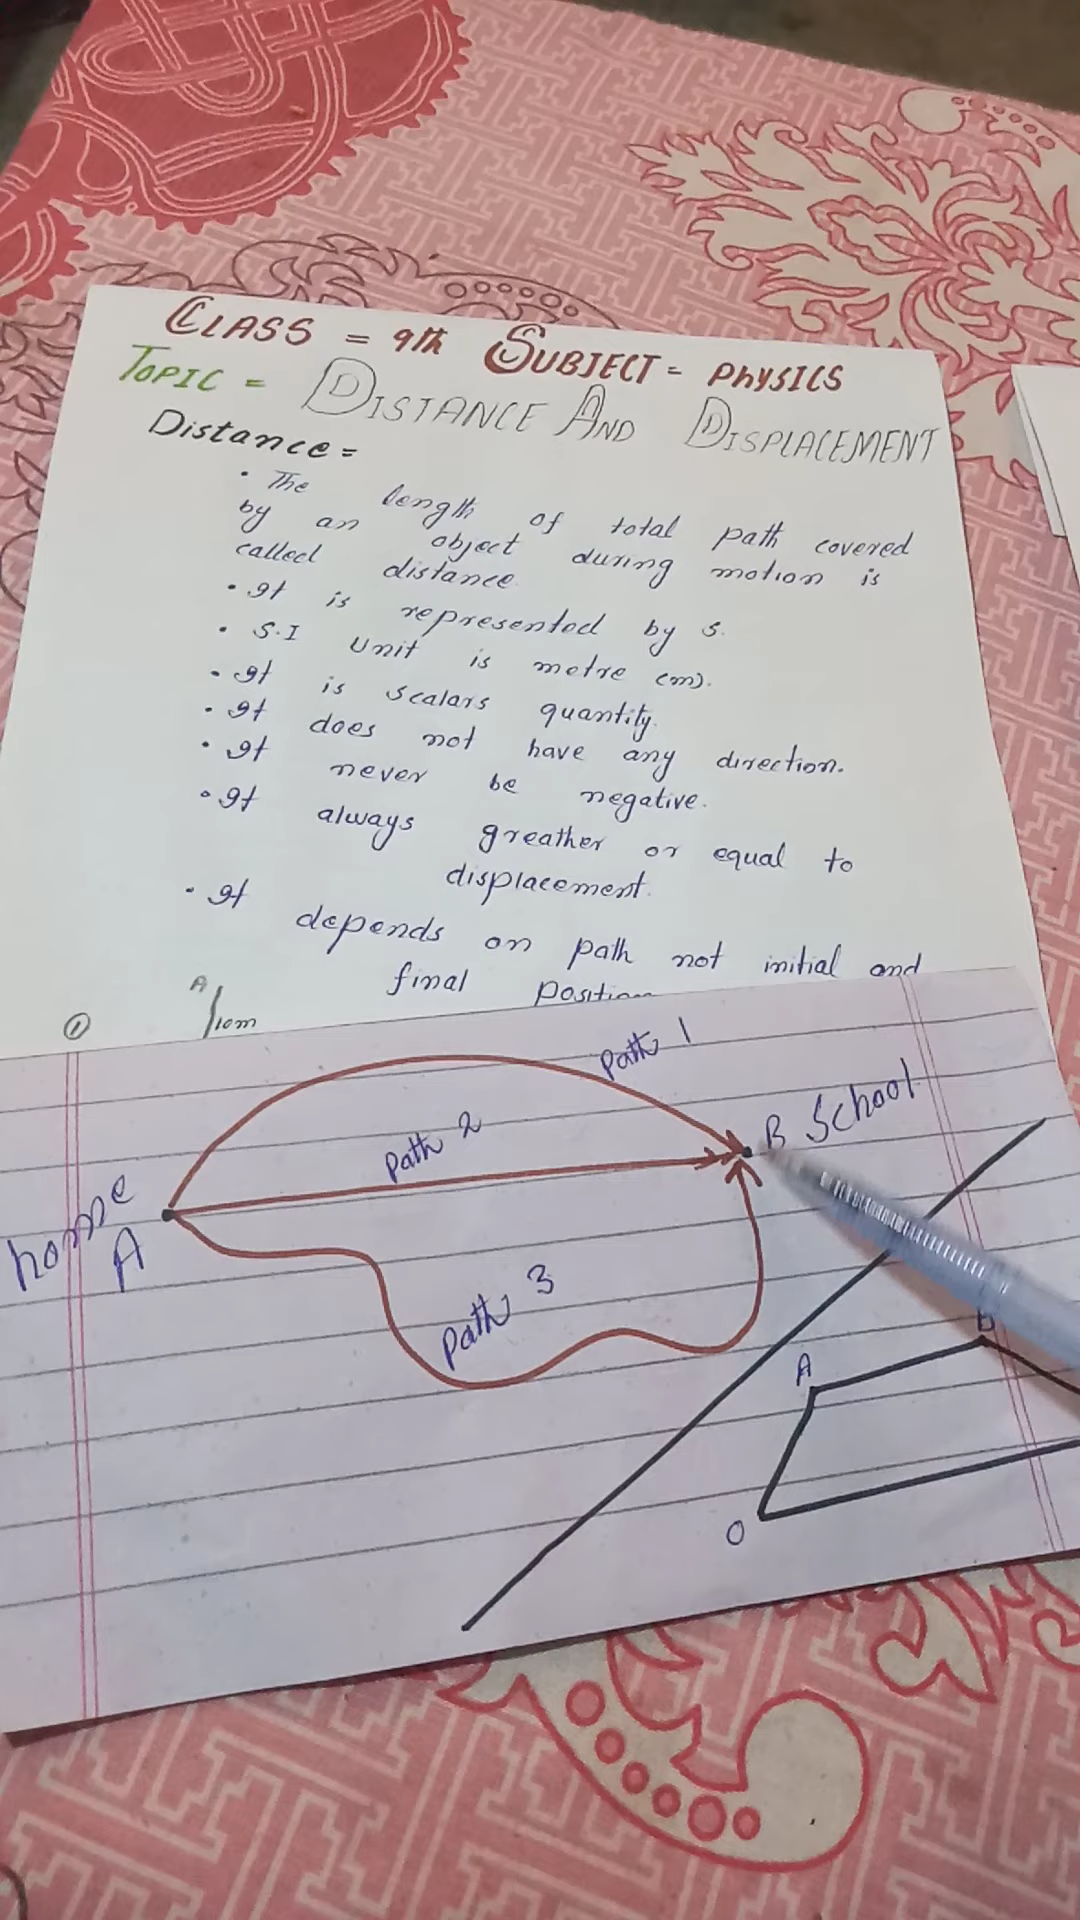 CLASS = 9th SUBJECT = PhYSICS
TOPIC = DISTANCE AND DISPLACEMENT
Distance =
• The length of total path covered
by an object during motion is
called distance.
• It is represented by s.
• S.I Unit is metre (m).
• It is scalars quantity.
• It does not have any direction.
• It never be negative.
• It always greather or equal to
displacement.
• It depends on path not initial and
final position
① A
10m
Path 1
Path 2
B School
home
A
Path 3
A
B
O